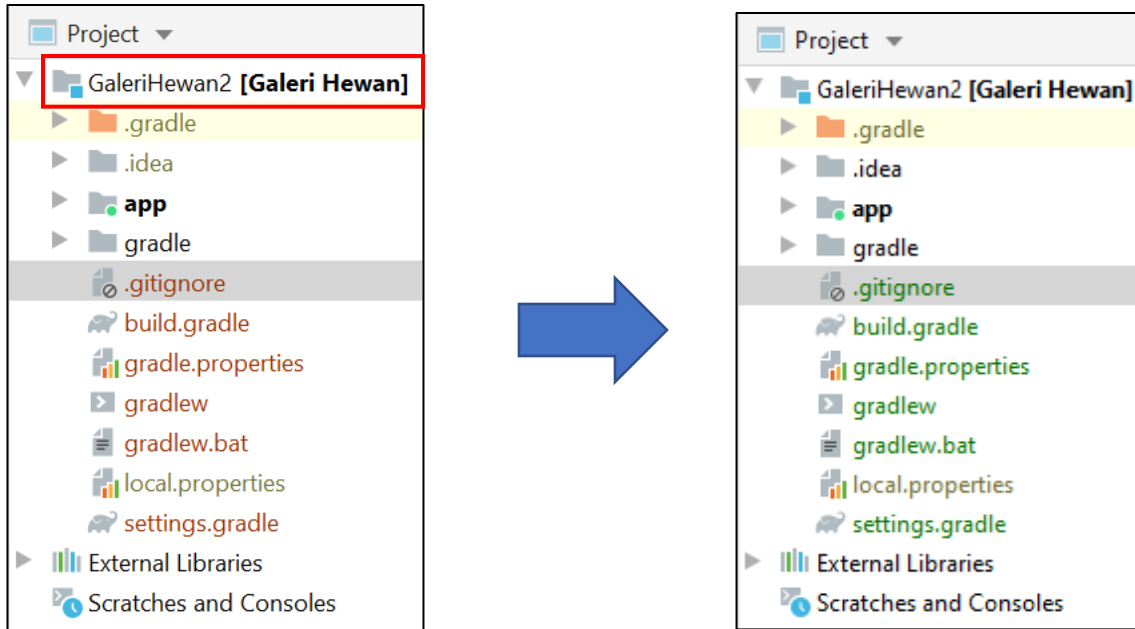 Project
GaleriHewan2 [Galeri Hewan]
.gradle
.idea
app
gradle
.gitignore
build.gradle
gradle.properties
gradlew
gradlew.bat
local.properties
settings.gradle
External Libraries
Scratches and Consoles
Project
GaleriHewan2 [Galeri Hewan]
.gradle
.idea
app
gradle
.gitignore
build.gradle
gradle.properties
gradlew
gradlew.bat
local.properties
settings.gradle
External Libraries
Scratches and Consoles